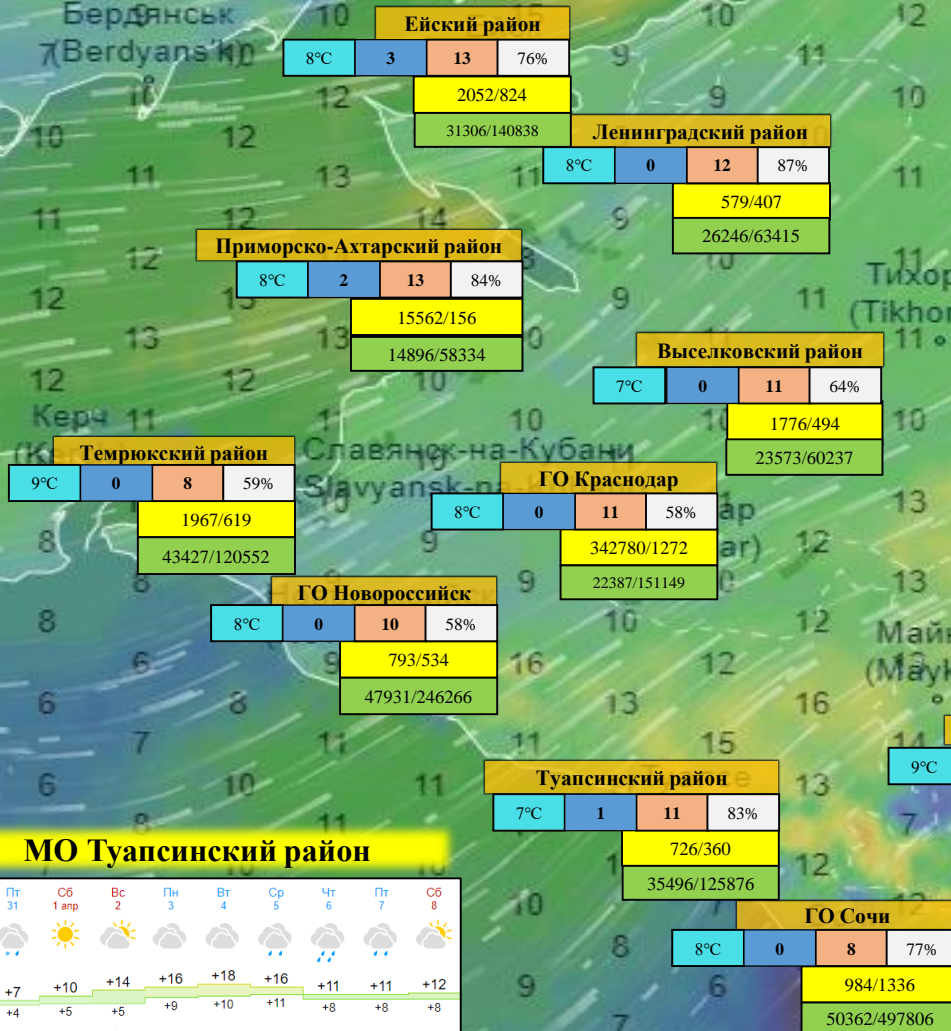 Бердянськ
(Berdyans'k)
Ейский район
8°C 3 13 76%
2052/824
31306/140838
Ленинградский район
8°C 0 12 87%
579/407
26246/63415
Приморско-Ахтарский район
8°C 2 13 84%
15562/156
14896/58334
Выселковский район
7°C 0 11 64%
1776/494
23573/60237
Керч
Темрюкский район
9°C 0 8 59%
1967/619
43427/120552
Славянск-на-Кубани
ГО Краснодар
8°C 0 11 58%
342780/1272
22387/151149
ГО Новороссийск
8°C 0 10 58%
793/534
47931/246266
9°C
Туапсинский район
7°C 1 11 83%
726/360
35496/125876
ГО Сочи
8°C 0 8 77%
984/1336
50362/497806
МО Туапсинский район
Пт Сб Вс Пн Вт Ср Чт Пт Сб
31 1 апр 2 3 4 5 6 7 8
+7 +10 +14 +16 +18 +16 +11 +11 +12
+4 +5 +5 +9 +10 +11 +8 +8 +8